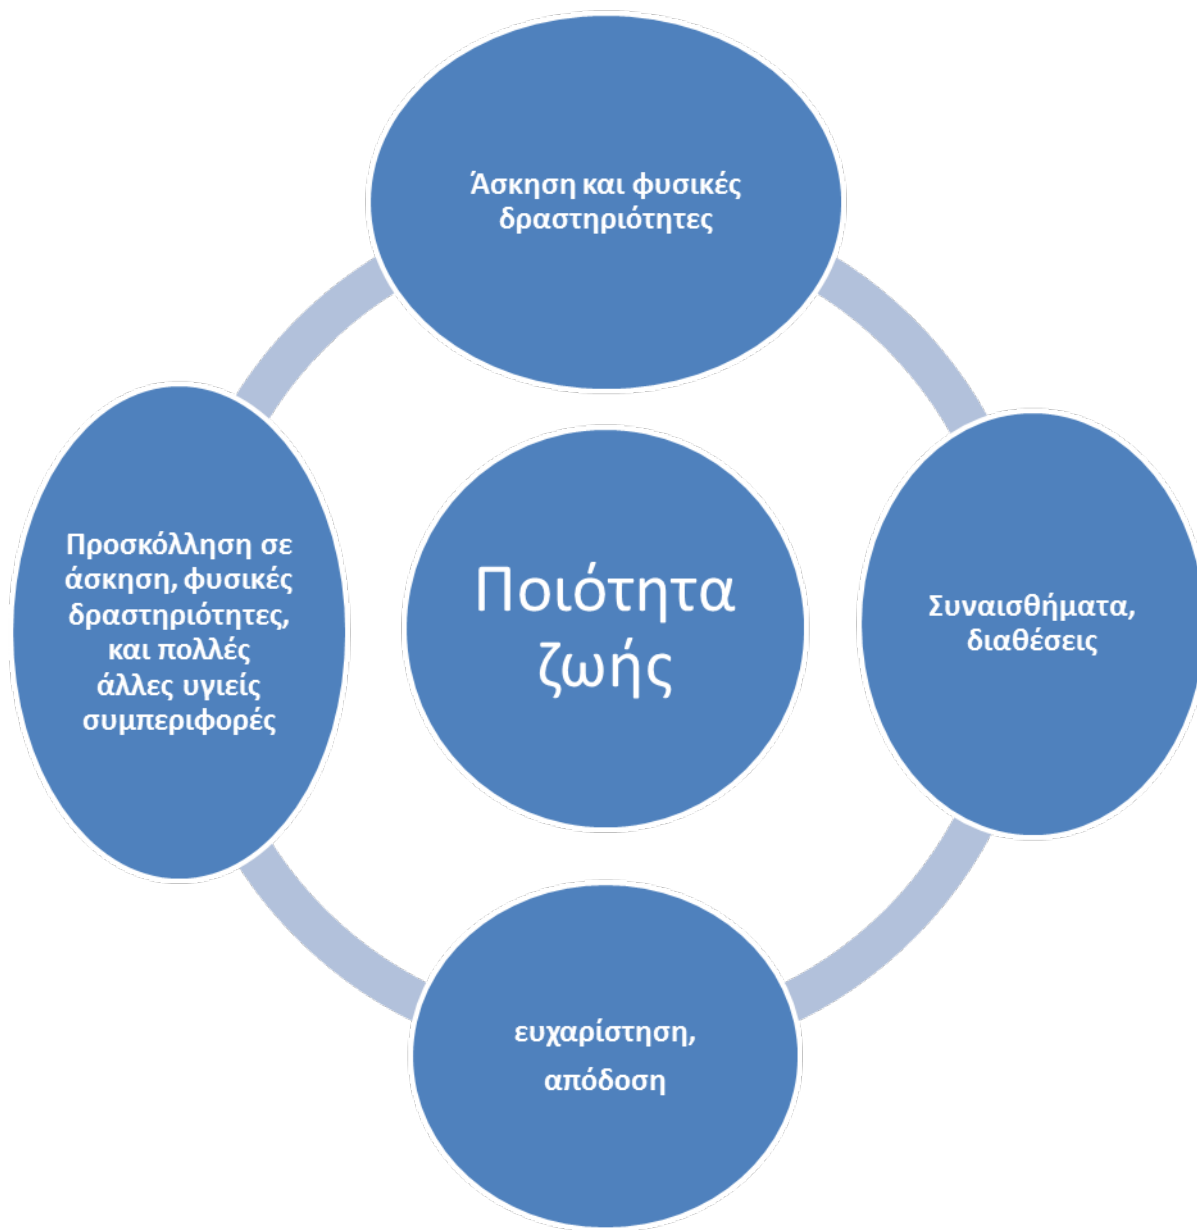 Άσκηση και φυσικές
δραστηριότητες
Προσκόλληση σε
άσκηση, φυσικές
δραστηριότητες,
και πολλές
άλλες υγιείς
συμπεριφορές
Ποιότητα
ζωής
Συναισθήματα,
διαθέσεις
ευχαρίστηση,
απόδοση